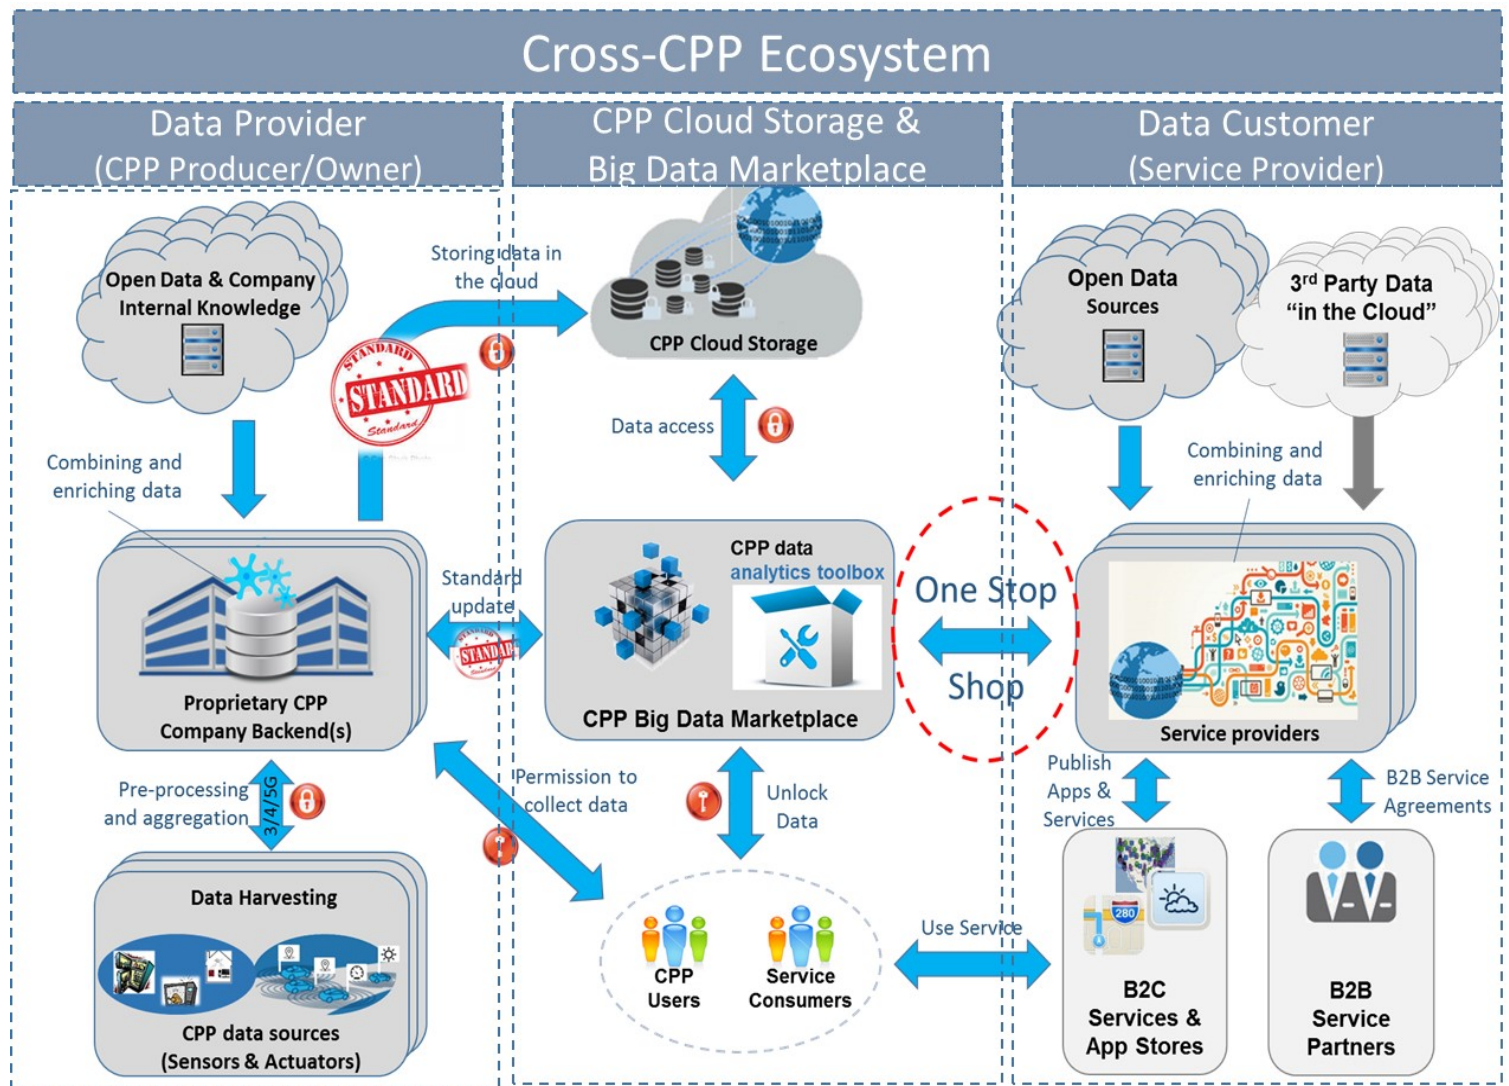 Cross-CPP Ecosystem
Data Provider
(CPP Producer/Owner)
CPP Cloud Storage &
Big Data Marketplace
Data Customer
(Service Provider)
Open Data & Company
Internal Knowledge
Storing data in
the cloud
STANDARD
STANDARD
Standard
CPP Cloud Storage
Open Data
Sources
3rd Party Data
“in the Cloud”
Data access
Combining and
enriching data
Combining and
enriching data
Proprietary CPP
Company Backend(s)
Standard
update
STANDAR
CPP data
analytics toolbox
CPP Big Data Marketplace
One Stop
Shop
Service providers
Pre-processing
and aggregation
3/4/5G
Permission to
collect data
Unlock
Data
Publish
Apps &
Services
B2B Service
Agreements
Data Harvesting
CPP data sources
(Sensors & Actuators)
CPP
Users
Service
Consumers
Use Service
280
B2C
Services &
App Stores
B2B
Service
Partners